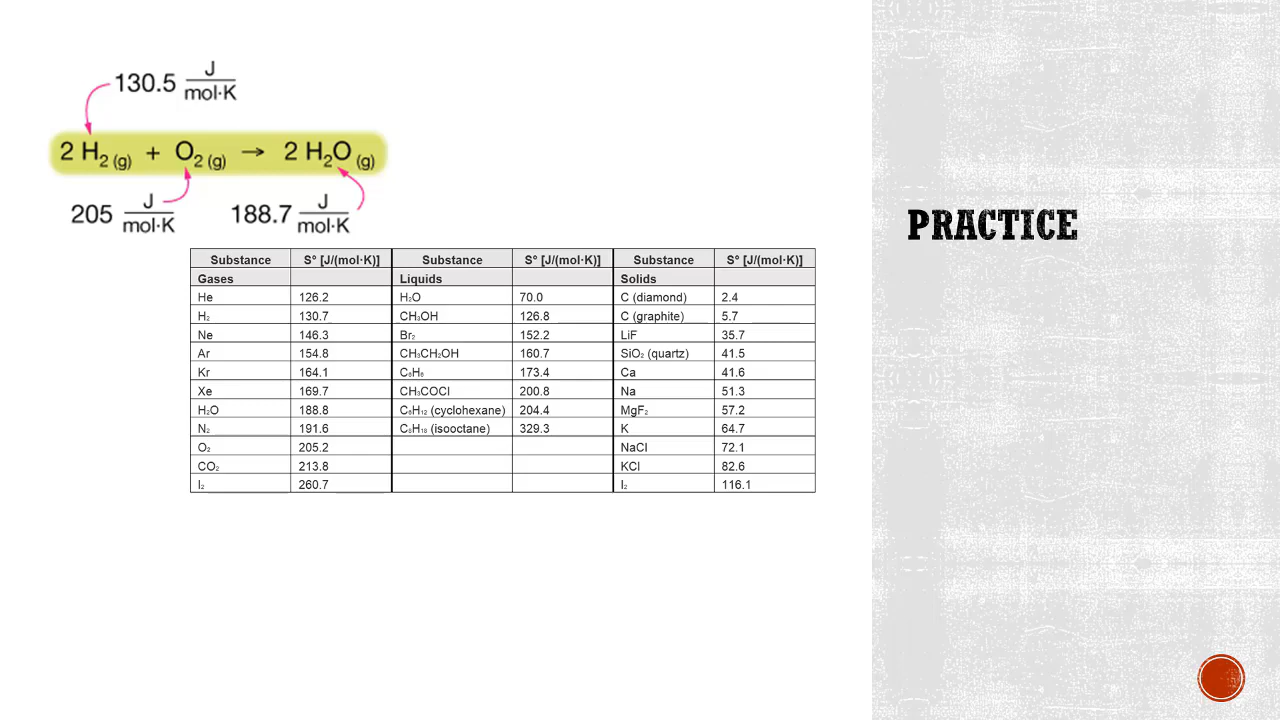 130.5 J/mol·K
2 H₂ (g) + O₂ (g) → 2 H₂O (g)
205 J/mol·K 188.7 J/mol·K
PRACTICE
Substance S° [J/(mol·K)] Substance S° [J/(mol·K)] Substance S° [J/(mol·K)]
Gases Liquids Solids
He 126.2 H₂O 70.0 C (diamond) 2.4
H₂ 130.7 CH₃OH 126.8 C (graphite) 5.7
Ne 146.3 Br₂ 152.2 LiF 35.7
Ar 154.8 CH₃CH₂OH 160.7 SiO₂ (quartz) 41.5
Kr 164.1 C₆H₆ 173.4 Ca 41.6
Xe 169.7 CH₃COCl 200.8 Na 51.3
H₂O 188.8 C₆H₁₂ (cyclohexane) 204.4 MgF₂ 57.2
N₂ 191.6 C₈H₁₈ (isooctane) 329.3 K 64.7
O₂ 205.2 NaCl 72.1
CO₂ 213.8 KCl 82.6
I₂ 260.7 I₂ 116.1